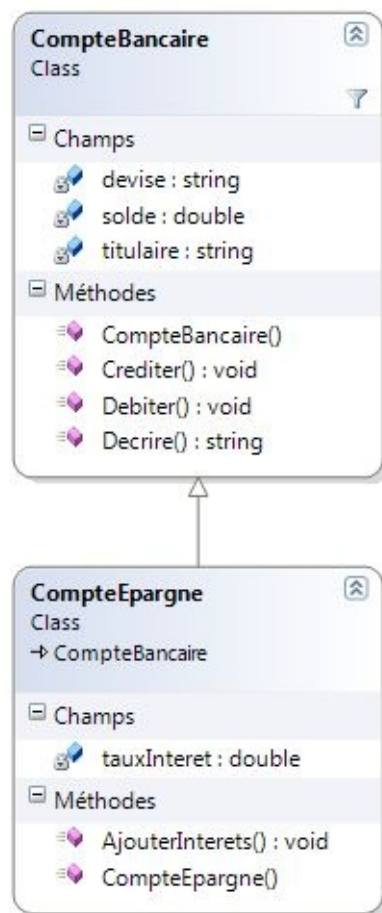 CompteBancaire
Class
Champs
devise : string
solde : double
titulaire : string
Méthodes
CompteBancaire()
Crediter() : void
Debiter() : void
Decrire() : string
CompteEpargne
Class
CompteBancaire
Champs
tauxInteret : double
Méthodes
AjouterInterets() : void
CompteEpargne()